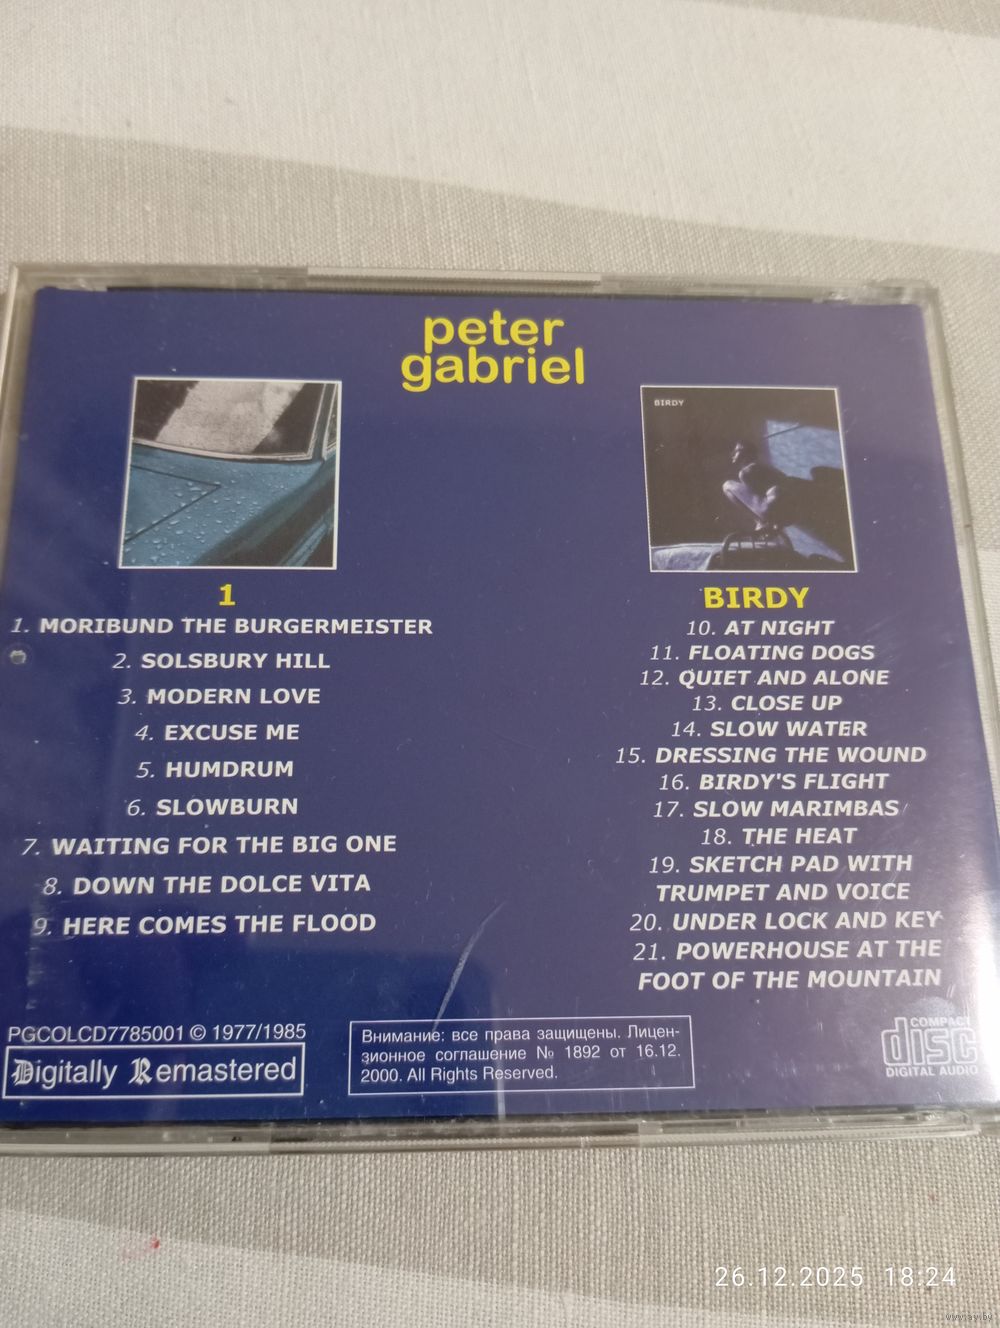 peter
gabriel
BIRDY
1
1. MORIBUND THE BURGERMEISTER
2. SOLSBURY HILL
3. MODERN LOVE
4. EXCUSE ME
5. HUMDRUM
6. SLOWBURN
7. WAITING FOR THE BIG ONE
8. DOWN THE DOLCE VITA
9. HERE COMES THE FLOOD
BIRDY
10. AT NIGHT
11. FLOATING DOGS
12. QUIET AND ALONE
13. CLOSE UP
14. SLOW WATER
15. DRESSING THE WOUND
16. BIRDY'S FLIGHT
17. SLOW MARIMBAS
18. THE HEAT
19. SKETCH PAD WITH
TRUMPET AND VOICE
20. UNDER LOCK AND KEY
21. POWERHOUSE AT THE
FOOT OF THE MOUNTAIN
PGCOLCD7785001 © 1977/1985
Digitally Remastered
Внимание: все права защищены. Лицен-
зионное соглашение № 1892 от 16.12.
2000. All Rights Reserved.
COMPACT
disc
DIGITAL AUDIO
26.12.2025 18:24
www.ay.by